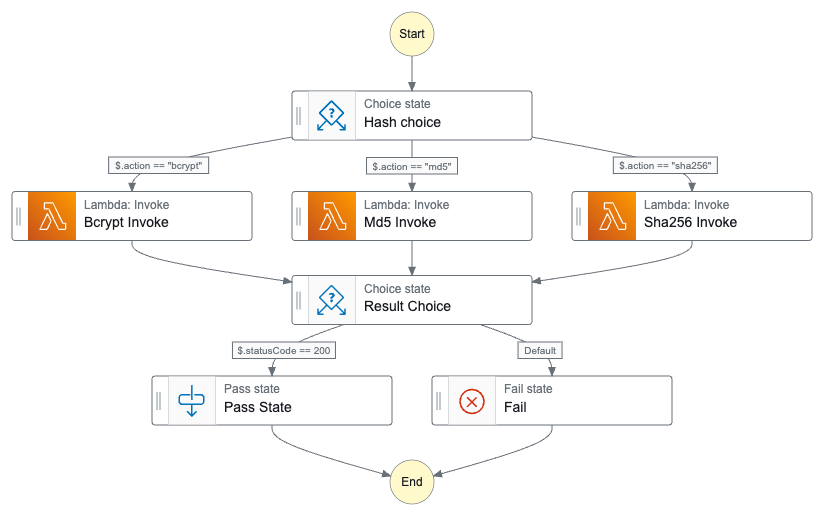 Start
Choice state
Hash choice
$.action == "bcrypt"
$.action == "md5"
$.action == "sha256"
Lambda: Invoke
Bcrypt Invoke
Lambda: Invoke
Md5 Invoke
Lambda: Invoke
Sha256 Invoke
Choice state
Result Choice
$.statusCode == 200
Default
Pass state
Pass State
Fail state
Fail
End